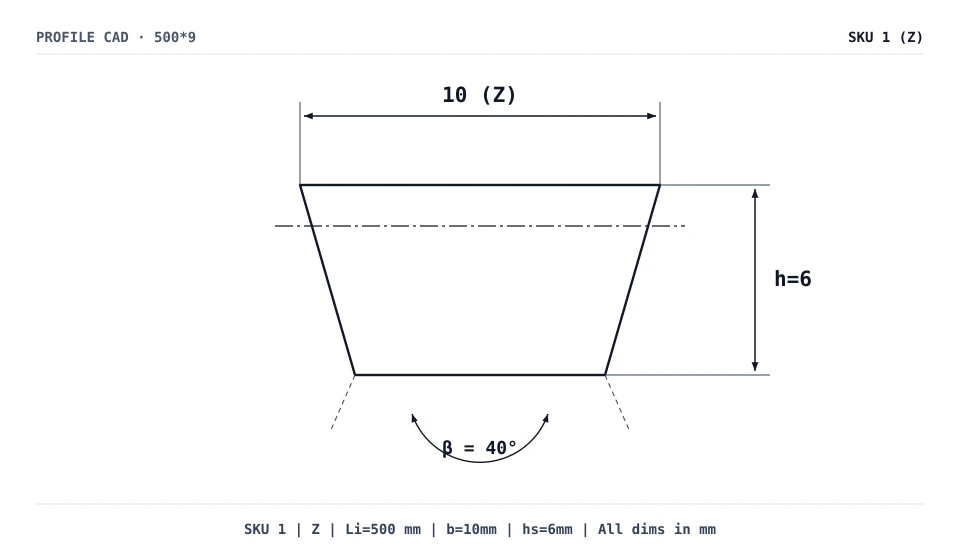 PROFILE CAD · 500*9
SKU 1 (Z)
10 (Z)
h=6
β = 40°
SKU 1 | Z | Li=500 mm | b=10mm | hs=6mm | All dims in mm